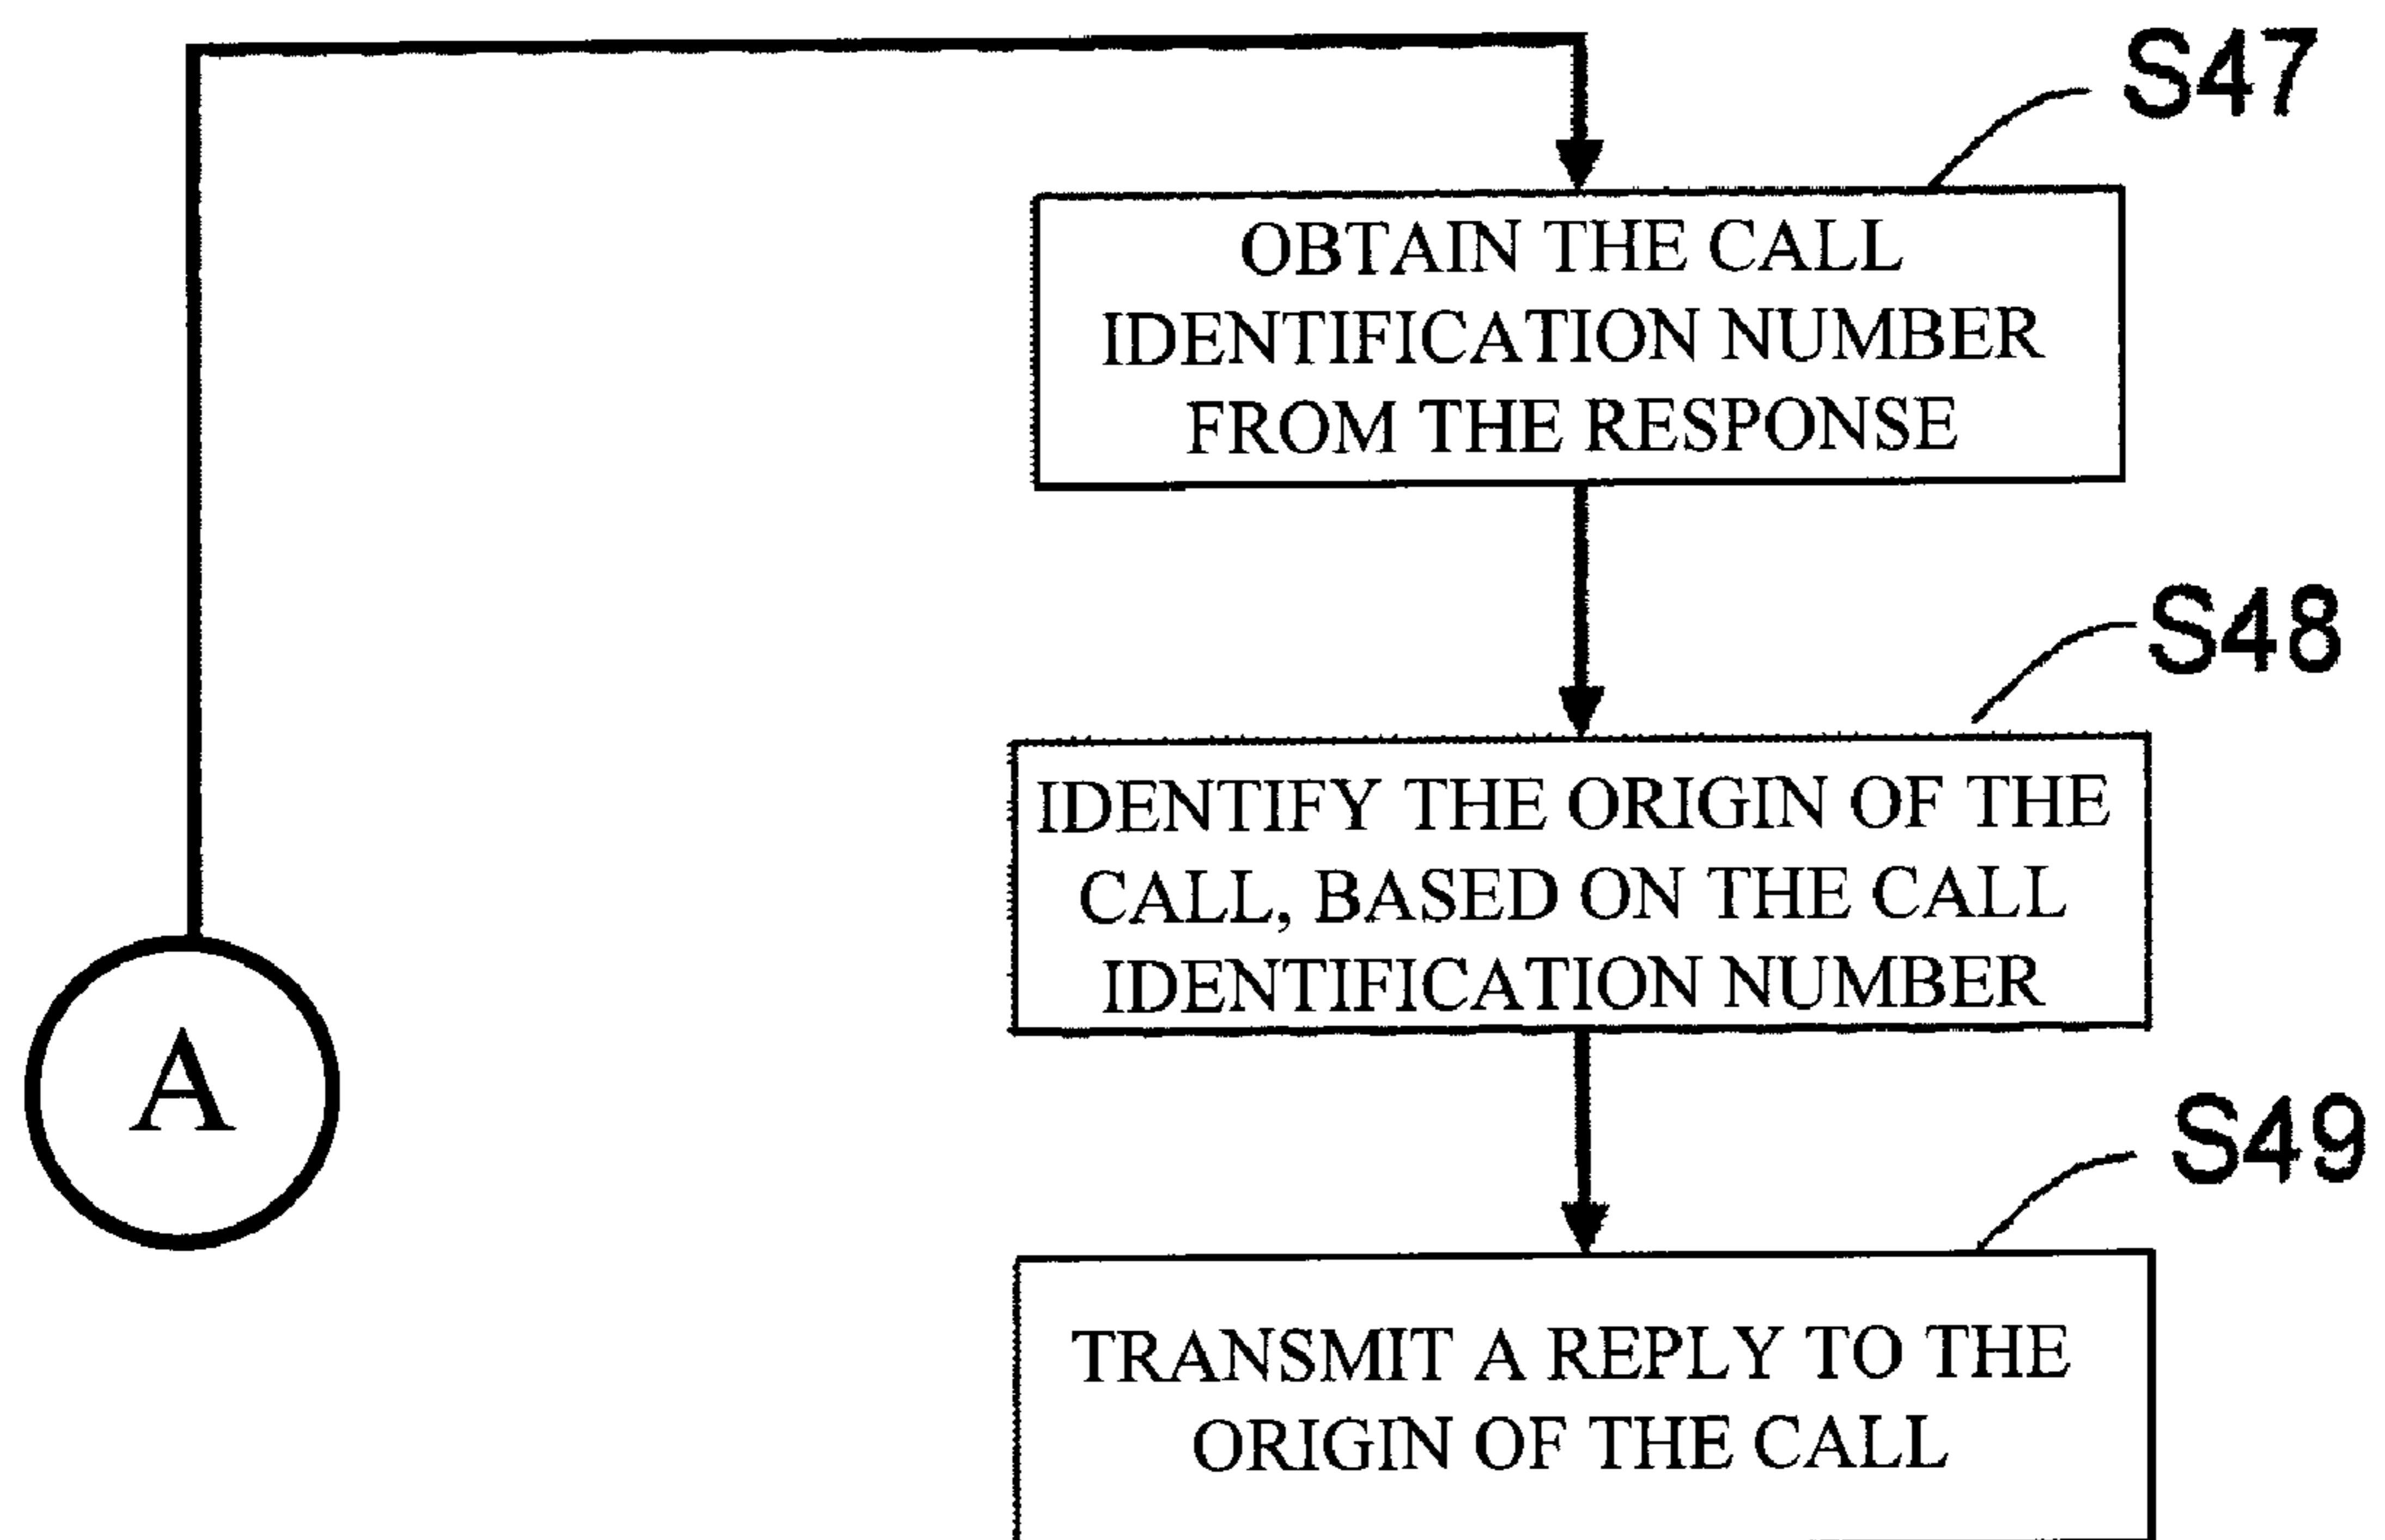 S47
OBTAIN THE CALL
IDENTIFICATION NUMBER
FROM THE RESPONSE
S48
IDENTIFY THE ORIGIN OF THE
CALL, BASED ON THE CALL
IDENTIFICATION NUMBER
A
S49
TRANSMIT A REPLY TO THE
ORIGIN OF THE CALL